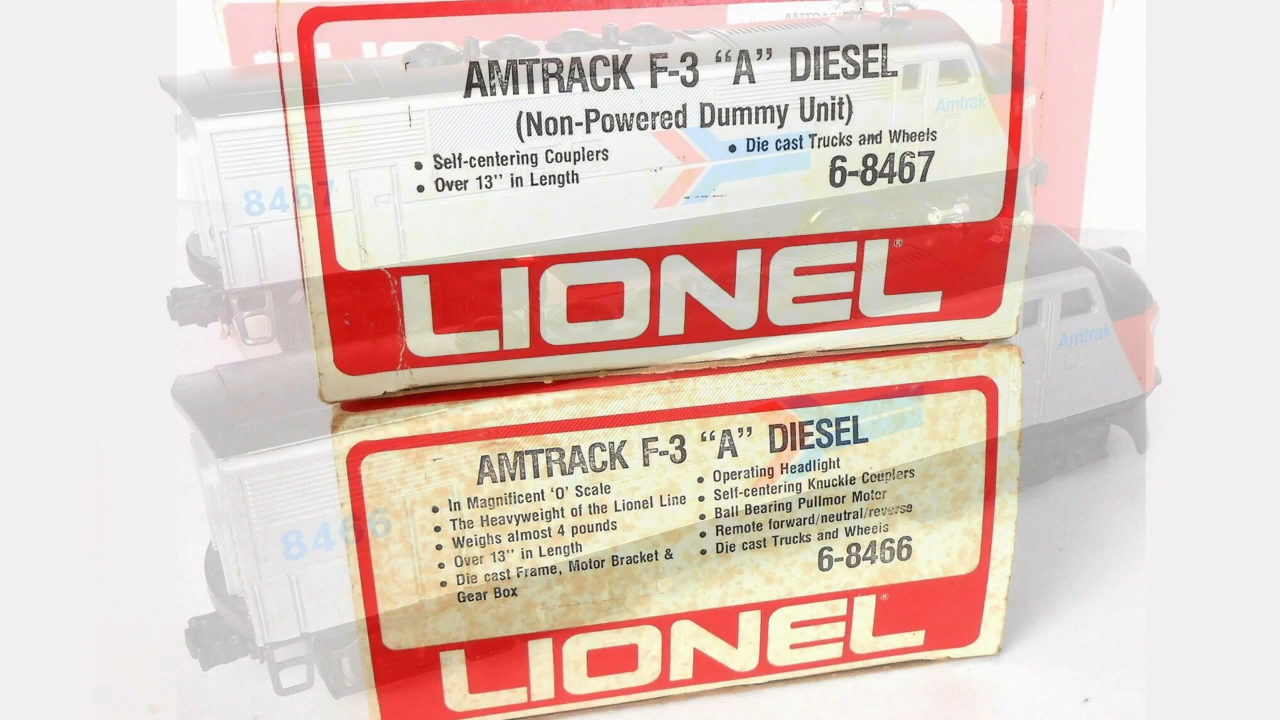 AMTRACK F-3 “A” DIESEL
(Non-Powered Dummy Unit)
• Self-centering Couplers
• Over 13” in Length
• Die cast Trucks and Wheels
6-8467
LIONEL®
Amtrak
8467
AMTRACK F-3 “A” DIESEL
• In Magnificent ‘O’ Scale
• The Heavyweight of the Lionel Line
• Weighs almost 4 pounds
• Over 13” in Length
• Die cast Frame, Motor Bracket &
Gear Box
• Operating Headlight
• Self-centering Knuckle Couplers
• Ball Bearing Pullmor Motor
• Remote forward/neutral/reverse
• Die cast Trucks and Wheels
6-8466
LIONEL®
Amtrak
8466